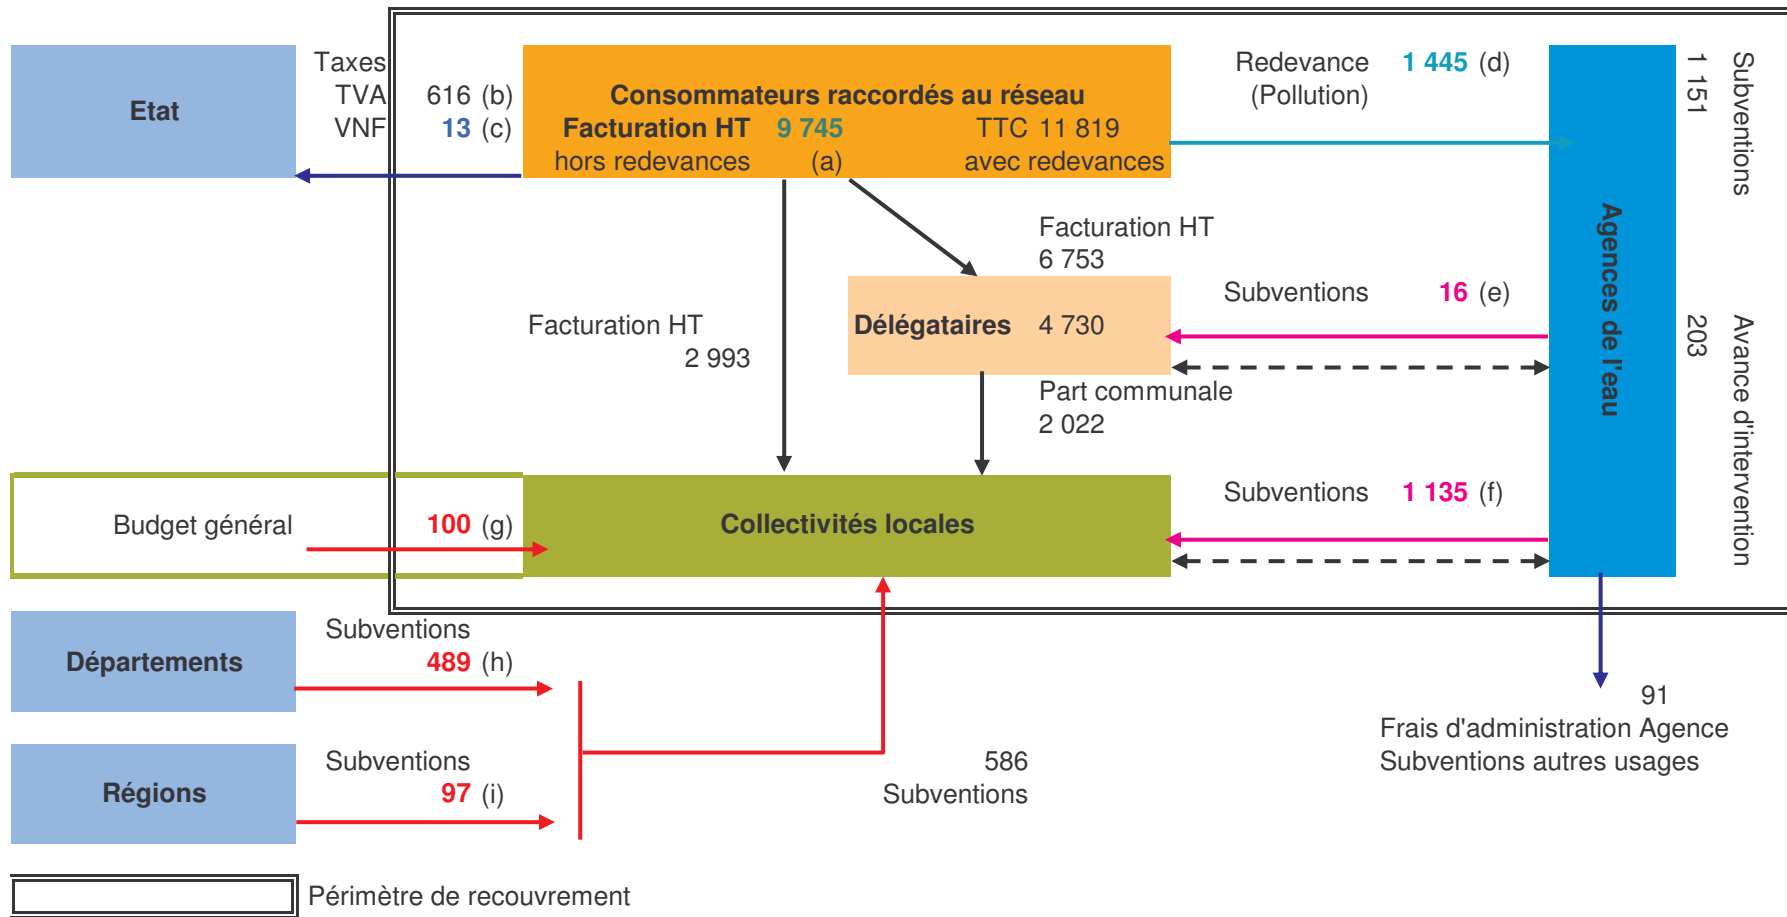 Etat
Taxes
TVA 616 (b)
VNF 13 (c)
Consommateurs raccordés au réseau
Facturation HT 9 745 TTC 11 819
hors redevances (a) avec redevances
Redevance 1 445 (d)
(Pollution)
Agences de l'eau
Subventions
1 151
Avance d'intervention
203
Facturation HT
6 753
Facturation HT
2 993
Délégataires 4 730
Subventions 16 (e)
Part communale
2 022
Budget général 100 (g)
Collectivités locales
Subventions 1 135 (f)
Départements
Subventions
489 (h)
Régions
Subventions
97 (i)
586
Subventions
91
Frais d'administration Agence
Subventions autres usages
Périmètre de recouvrement